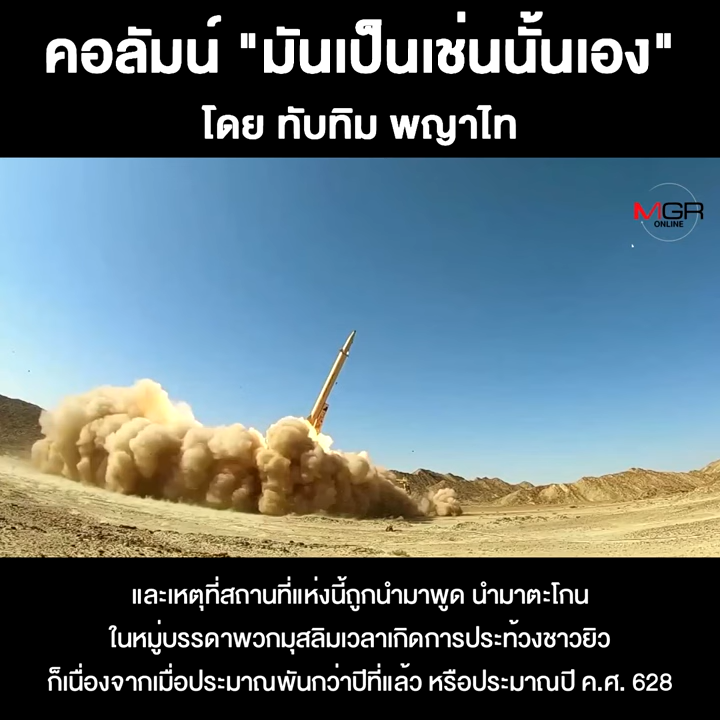 คอลัมน์ "มันเป็นเช่นนั้นเอง"
โดย ทับทิม พญาไท
MGR
ONLINE
และเหตุที่สถานที่แห่งนี้ถูกนำมาพูด นำมาตะโกน
ในหมู่บรรดาพวกมุสลิมเวลาเกิดการประท้วงชาวยิว
ก็เนื่องจากเมื่อประมาณพันกว่าปีที่แล้ว หรือประมาณปี ค.ศ. 628